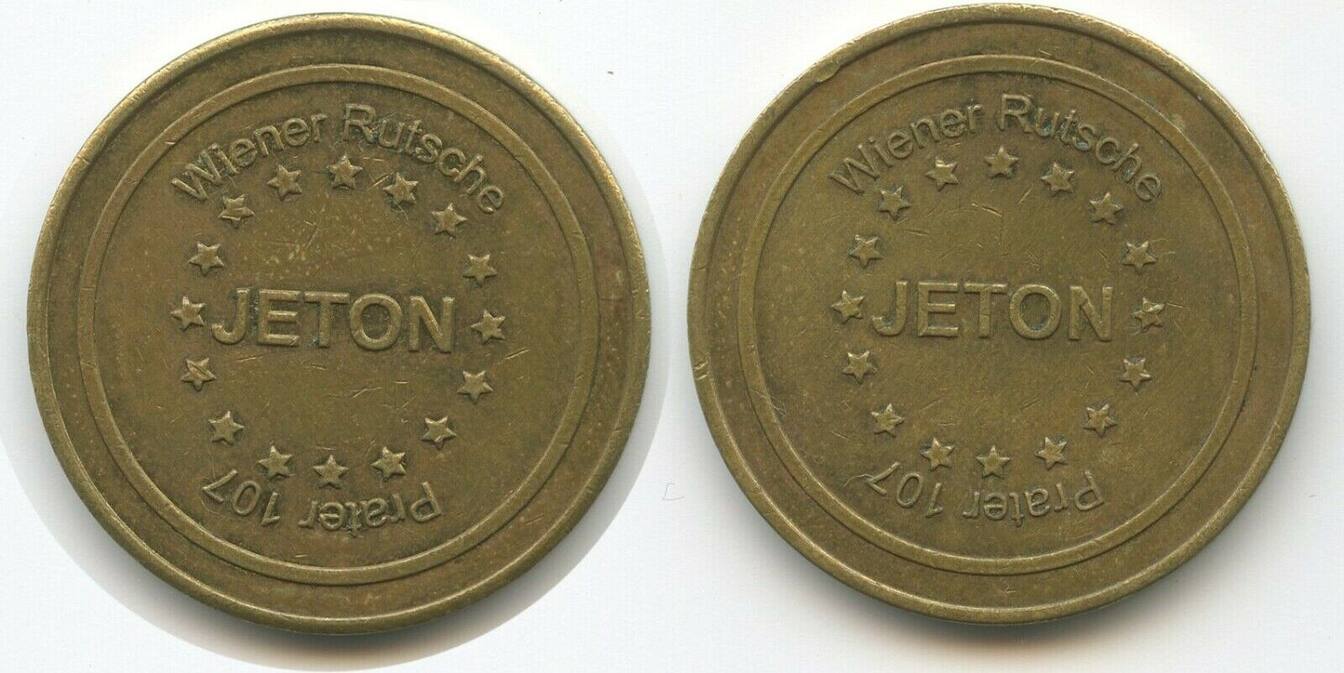 Wiener Rutsche
JETON
Prater 107
Wiener Rutsche
JETON
Prater 107